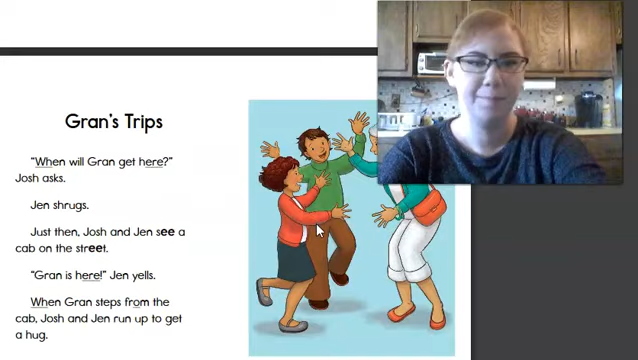 Gran's Trips
"When will Gran get here?"
Josh asks.
Jen shrugs.
Just then, Josh and Jen see a
cab on the street.
"Gran is here!" Jen yells.
When Gran steps from the
cab, Josh and Jen run up to get
a hug.